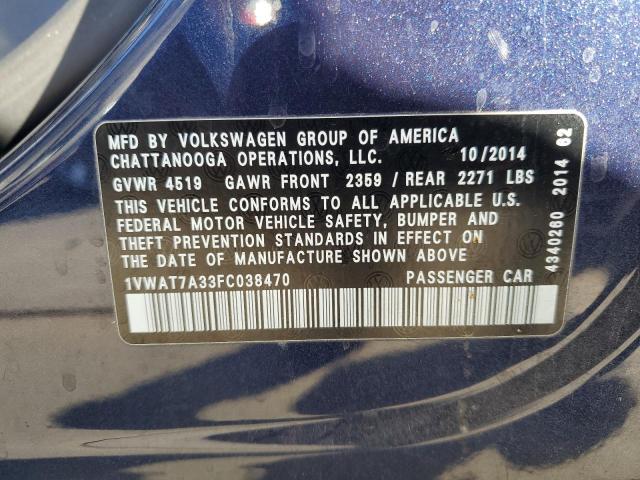 MFD BY VOLKSWAGEN GROUP OF AMERICA
CHATTANOOGA OPERATIONS, LLC. 10/2014
GVWR 4519 GAWR FRONT 2359 / REAR 2271 LBS
THIS VEHICLE CONFORMS TO ALL APPLICABLE U.S.
FEDERAL MOTOR VEHICLE SAFETY, BUMPER AND
THEFT PREVENTION STANDARDS IN EFFECT ON
THE DATE OF MANUFACTURE SHOWN ABOVE
1VWAT7A33FC038470 PASSENGER CAR
4340260 2014 62